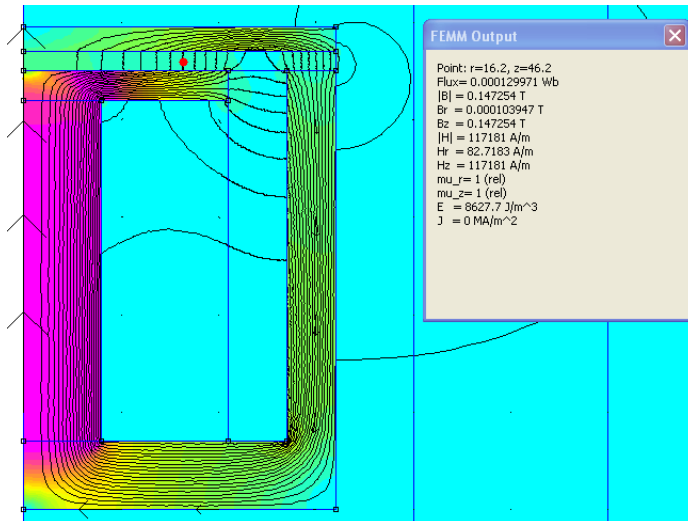 FEMM Output
Point: r=16.2, z=46.2
Flux= 0.000129971 Wb
|B| = 0.147254 T
Br = 0.000103947 T
Bz = 0.147254 T
|H| = 117181 A/m
Hr = 82.7183 A/m
Hz = 117181 A/m
mu_r= 1 (rel)
mu_z= 1 (rel)
E = 8627.7 J/m^3
J = 0 MA/m^2